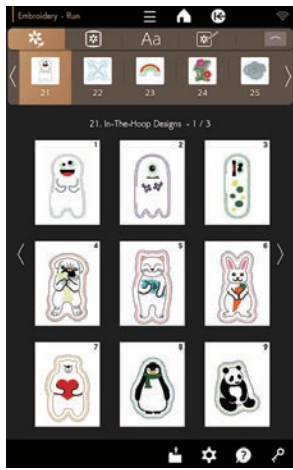 Embroidery - Run
Aa
21 22 23 24 25
21. In-The-Hoop Designs - 1 / 3
1 2 3
4 5 6
7 8 9
?